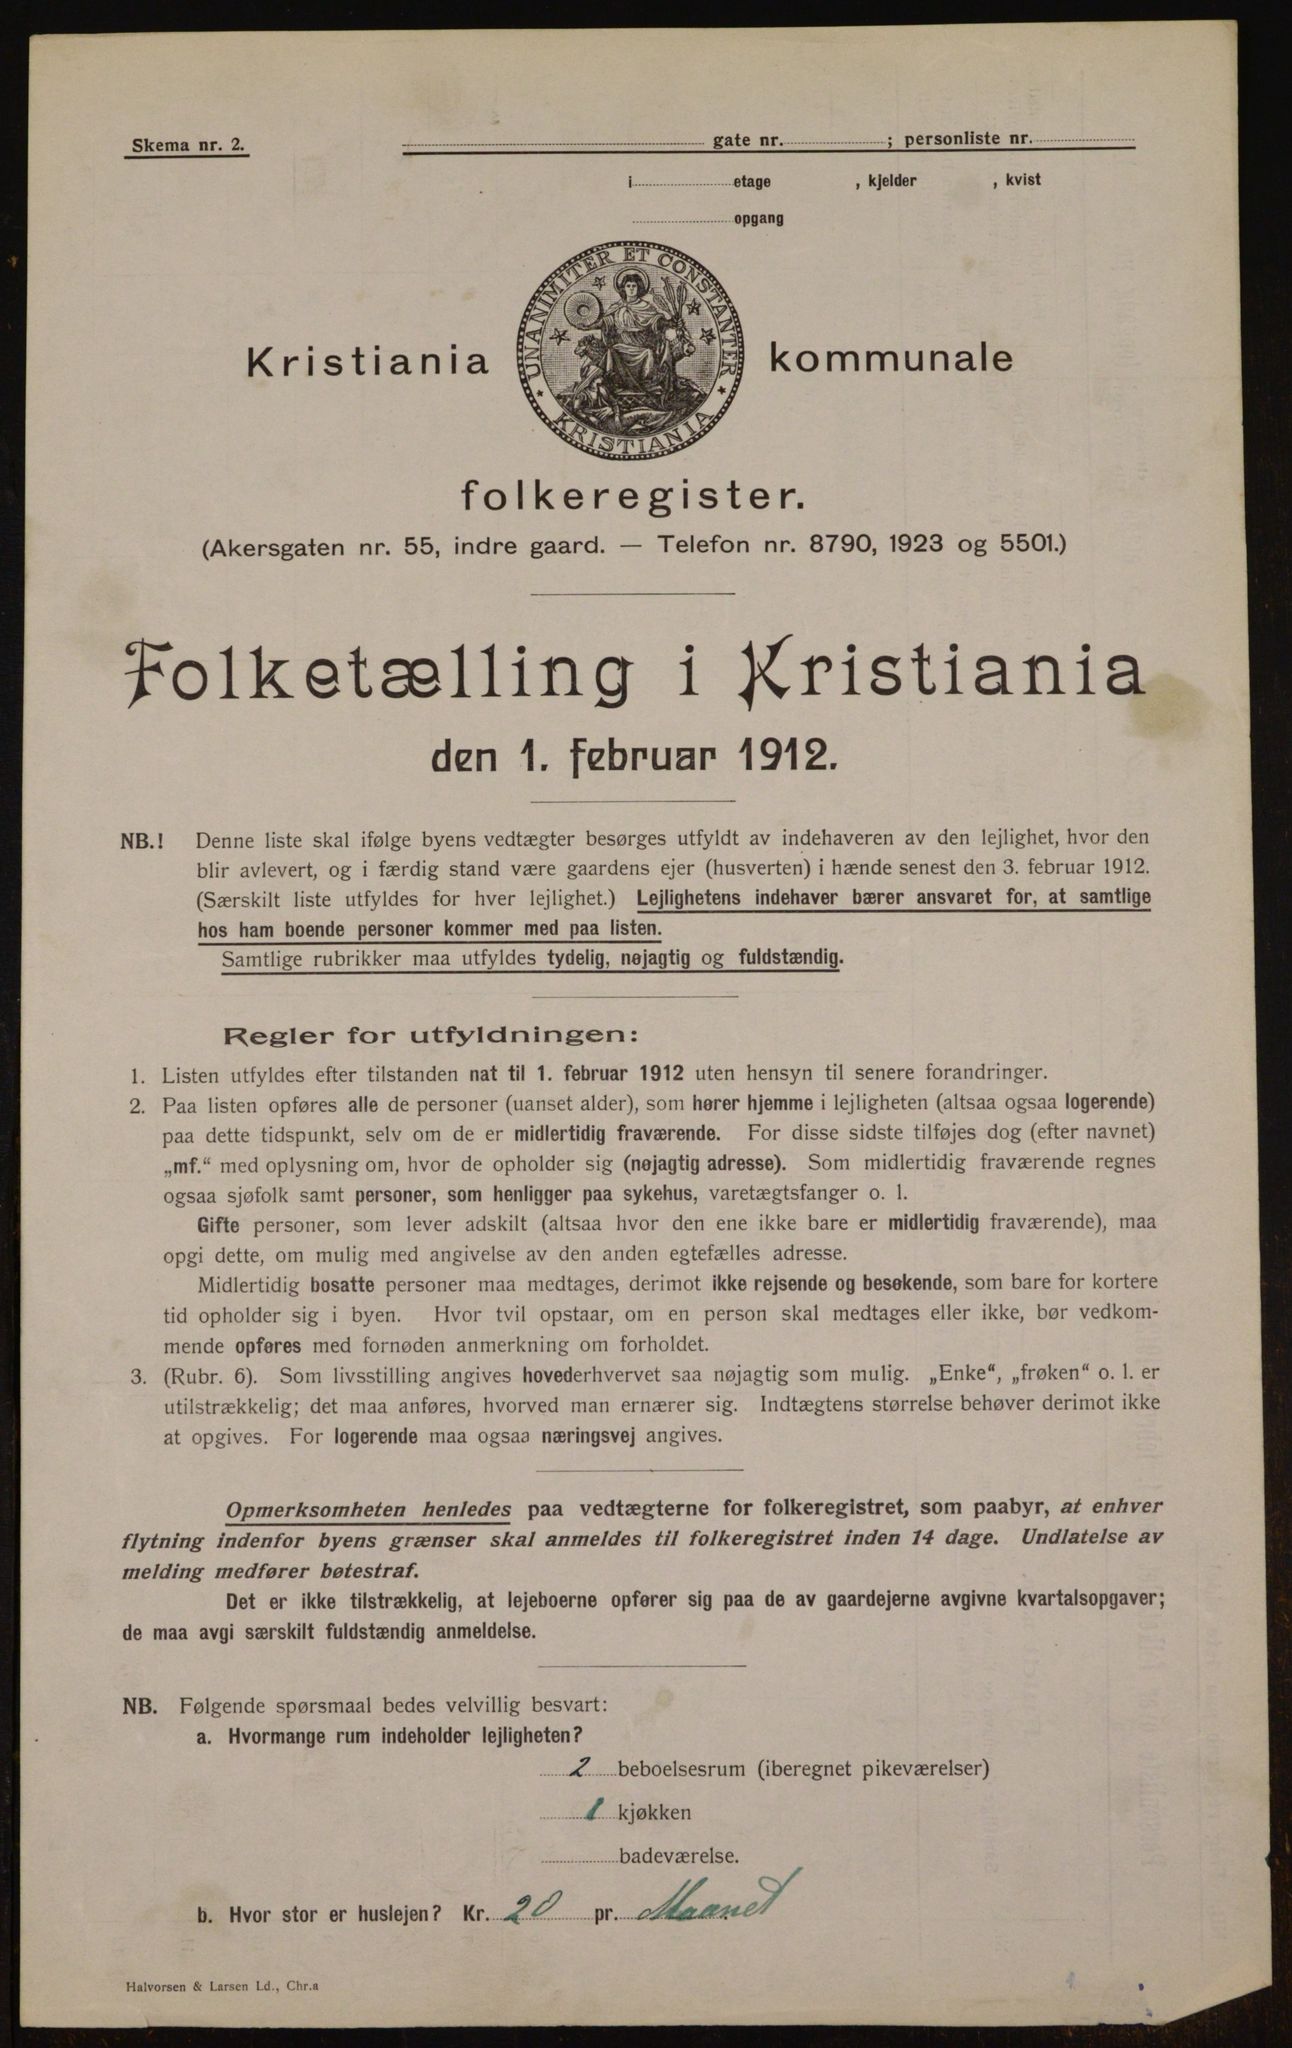 Skema nr. 2.
gate nr. ; personliste nr.
i etage , kjelder , kvist
opgang
UNANIMITER ET CONSTANTER
KRISTIANIA
Kristiania kommunale
folkeregister.
(Akersgaten nr. 55, indre gaard. — Telefon nr. 8790, 1923 og 5501.)
Folketælling i Kristiania
den 1. februar 1912.
NB.! Denne liste skal ifølge byens vedtægter besørges utfyldt av indehaveren av den lejlighet, hvor den
blir avlevert, og i færdig stand være gaardens ejer (husverten) i hænde senest den 3. februar 1912.
(Særskilt liste utfyldes for hver lejlighet.) Lejlighetens indehaver bærer ansvaret for, at samtlige
hos ham boende personer kommer med paa listen.
Samtlige rubrikker maa utfyldes tydelig, nøjagtig og fuldstændig.
Regler for utfyldningen:
1. Listen utfyldes efter tilstanden nat til 1. februar 1912 uten hensyn til senere forandringer.
2. Paa listen opføres alle de personer (uanset alder), som hører hjemme i lejligheten (altsaa ogsaa logerende)
paa dette tidspunkt, selv om de er midlertidig fraværende. For disse sidste tilføjes dog (efter navnet)
„mf.“ med oplysning om, hvor de opholder sig (nøjagtig adresse). Som midlertidig fraværende regnes
ogsaa sjøfolk samt personer, som henligger paa sykehus, varetægtsfanger o. l.
Gifte personer, som lever adskilt (altsaa hvor den ene ikke bare er midlertidig fraværende), maa
opgi dette, om mulig med angivelse av den anden egtefælles adresse.
Midlertidig bosatte personer maa medtages, derimot ikke rejsende og besøkende, som bare for kortere
tid opholder sig i byen. Hvor tvil opstaar, om en person skal medtages eller ikke, bør vedkom-
mende opføres med fornøden anmerkning om forholdet.
3. (Rubr. 6). Som livsstilling angives hovederhvervet saa nøjagtig som mulig. „Enke“, „frøken“ o. l. er
utilstrækkelig; det maa anføres, hvorved man ernærer sig. Indtægtens størrelse behøver derimot ikke
at opgives. For logerende maa ogsaa næringsvej angives.
Opmerksomheten henledes paa vedtægterne for folkeregistret, som paabyr, at enhver
flytning indenfor byens grænser skal anmeldes til folkeregistret inden 14 dage. Undlatelse av
melding medfører bøtestraf.
Det er ikke tilstrækkelig, at lejeboerne opfører sig paa de av gaardejerne avgivne kvartalsopgaver;
de maa avgi særskilt fuldstændig anmeldelse.
NB. Følgende spørsmaal bedes velvillig besvart:
a. Hvormange rum indeholder lejligheten?
2 beboelsesrum (iberegnet pikeværelser)
1 kjøkken
badeværelse.
b. Hvor stor er huslejen? Kr. 20 pr. Maanet
Halvorsen & Larsen Ld., Chr.a